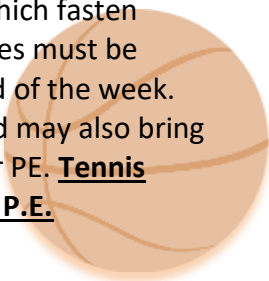 hich fasten
es must be
d of the week.
d may also bring
r PE. Tennis
P.E.